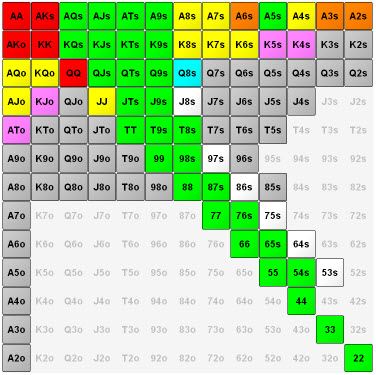 AA AKs AQs AJs ATs A9s A8s A7s A6s A5s A4s A3s A2s
AKo KK KQs KJs KTs K9s K8s K7s K6s K5s K4s K3s K2s
AQo KQo QQ QJs QTs Q9s Q8s Q7s Q6s Q5s Q4s Q3s Q2s
AJo KJo QJo JJ JTs J9s J8s J7s J6s J5s J4s J3s J2s
ATo KTo QTo JTo TT T9s T8s T7s T6s T5s T4s T3s T2s
A9o K9o Q9o J9o T9o 99 98s 97s 96s 95s 94s 93s 92s
A8o K8o Q8o J8o T8o 98o 88 87s 86s 85s 84s 83s 82s
A7o K7o Q7o J7o T7o 97o 87o 77 76s 75s 74s 73s 72s
A6o K6o Q6o J6o T6o 96o 86o 76o 66 65s 64s 63s 62s
A5o K5o Q5o J5o T5o 95o 85o 75o 65o 55 54s 53s 52s
A4o K4o Q4o J4o T4o 94o 84o 74o 64o 54o 44 43s 42s
A3o K3o Q3o J3o T3o 93o 83o 73o 63o 53o 43o 33 32s
A2o K2o Q2o J2o T2o 92o 82o 72o 62o 52o 42o 32o 22